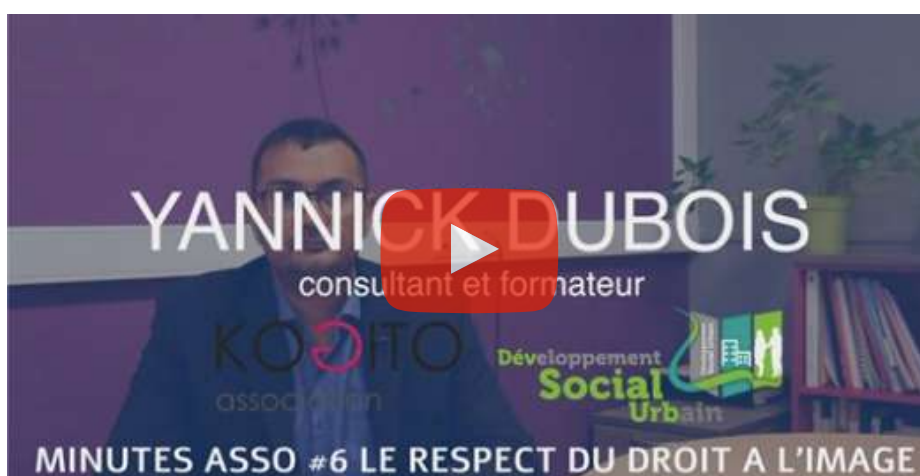 YANNICK DUBOIS
consultant et formateur
KOGITO
association
Développement
Social
Urbain
MINUTES ASSO #6 LE RESPECT DU DROIT A L'IMAGE